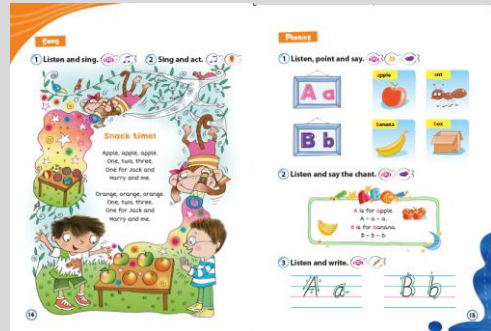 Song
1 Listen and sing.
2 Sing and act.
Snack time!
Apple, apple, apple.
One, two, three.
One for Jack and
Harry and me.
Orange, orange, orange.
One, two, three.
One for Jack and
Harry and me.
14
Phonics
1 Listen, point and say.
A a
apple
ant
B b
banana
box
2 Listen and say the chant.
A is for apple.
A - a - a.
B is for banana.
B - b - b.
3 Listen and write.
A a
B b
15